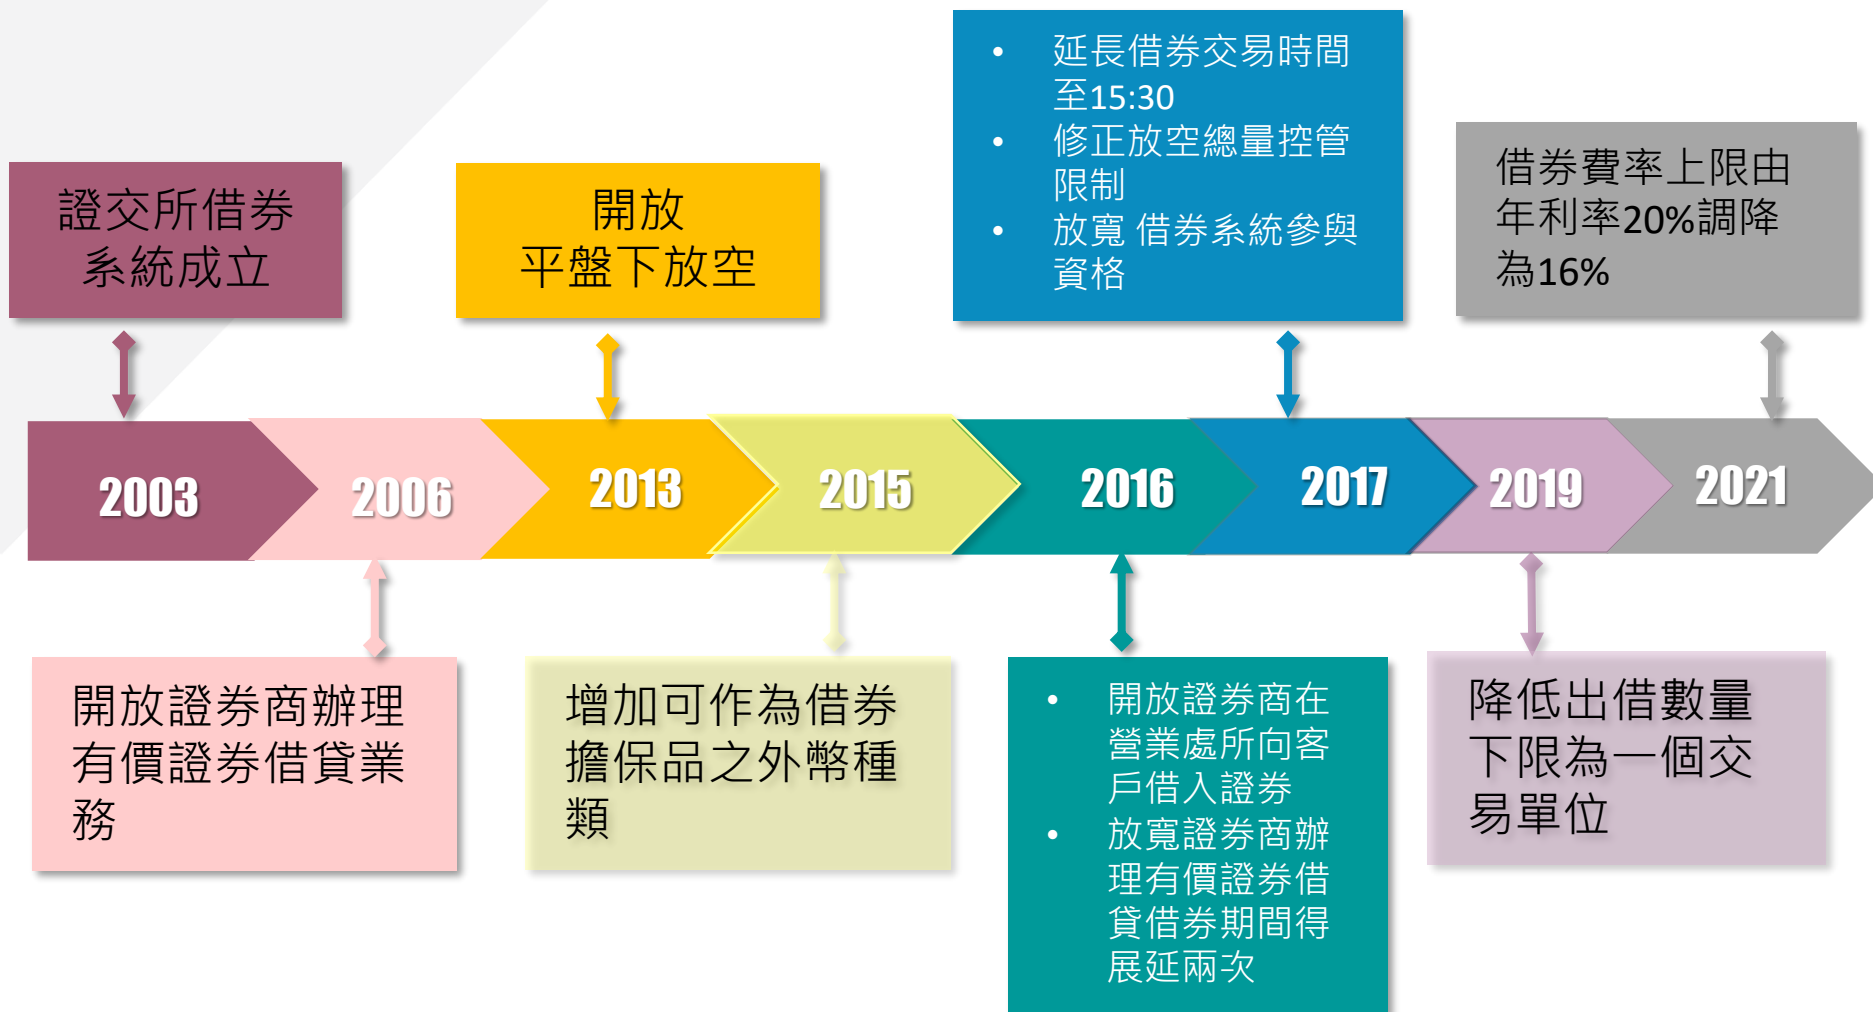 證交所借券
系統成立
開放
平盤下放空
• 延長借券交易時間
至15:30
• 修正放空總量控管
限制
• 放寬 借券系統參與
資格
借券費率上限由
年利率20%調降
為16%
2003
2006
2013
2015
2016
2017
2019
2021
開放證券商辦理
有價證券借貸業
務
增加可作為借券
擔保品之外幣種
類
• 開放證券商在
營業處所向客
戶借入證券
• 放寬證券商辦
理有價證券借
貸借券期間得
展延兩次
降低出借數量
下限為一個交
易單位